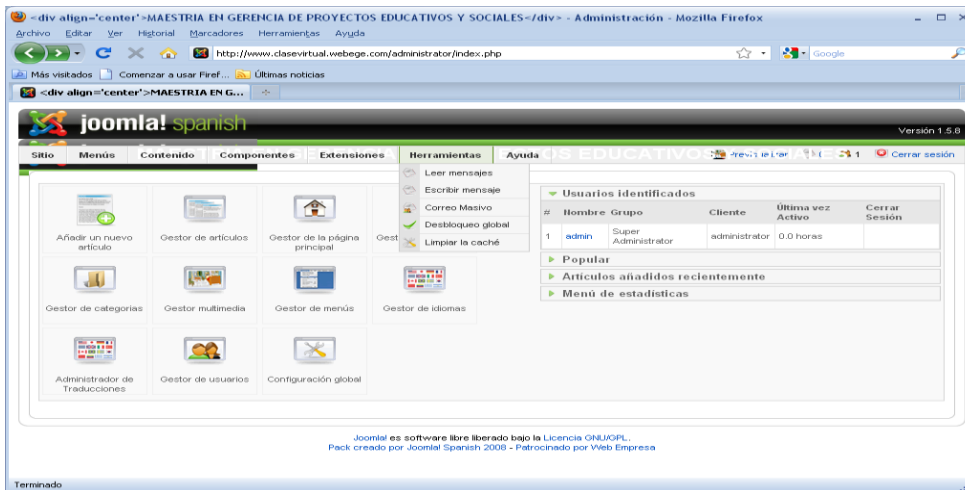 <div align='center'>MAESTRIA EN GERENCIA DE PROYECTOS EDUCATIVOS Y SOCIALES</div> - Administración - Mozilla Firefox
Archivo Editar Ver Historial Marcadores Herramientas Ayuda
http://www.clasevirtual.webege.com/administrator/index.php
Google
Más visitados Comenzar a usar Firef... Últimas noticias
<div align='center'>MAESTRIA EN G...
joomla! spanish
Versión 1.5.8
Sitio Menús Contenido Componentes Extensiones Herramientas Ayuda
OS EDUCATIVOS
1 Cerrar sesión
Leer mensajes
Escribir mensaje
Correo Masivo
Desbloqueo global
Limpiar la caché
Añadir un nuevo artículo
Gestor de artículos
Gestor de la página principal
Gest
Gestor de categorias
Gestor multimedia
Gestor de menús
Gestor de idiomas
Administrador de Traducciones
Gestor de usuarios
Configuración global
Usuarios identificados
# Nombre Grupo Cliente Última vez Activo Cerrar Sesión
1 admin Super Administrator administrator 0.0 horas
Popular
Artículos añadidos recientemente
Menú de estadísticas
Joomla! es software libre liberado bajo la Licencia GNU/GPL.
Pack creado por Joomla! Spanish 2008 - Patrocinado por Web Empresa
Terminado